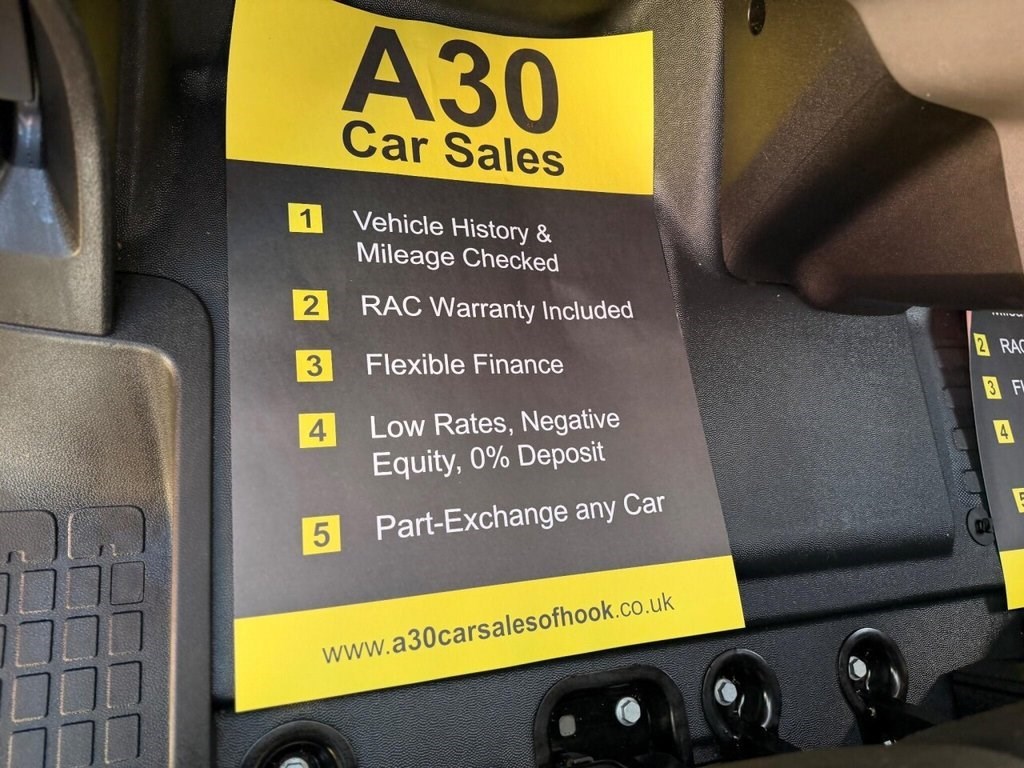 A30
Car Sales
1 Vehicle History &
Mileage Checked
2 RAC Warranty Included
3 Flexible Finance
4 Low Rates, Negative
Equity, 0% Deposit
5 Part-Exchange any Car
www.a30carsalesofhook.co.uk
2 RAC
3
4
5